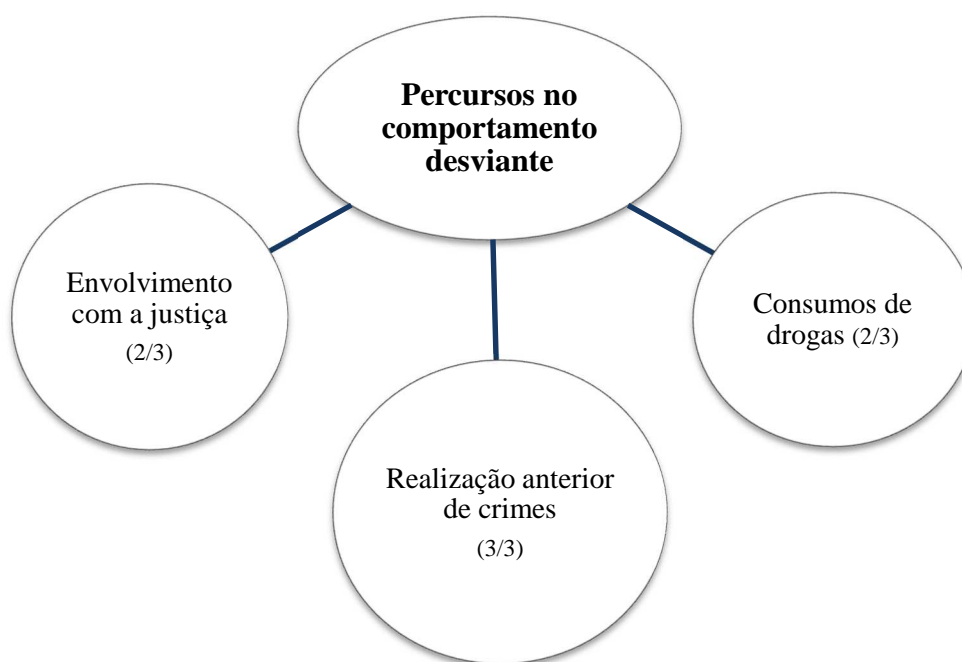 Percursos no
comportamento
desviante
Envolvimento
com a justiça
(2/3)
Realização anterior
de crimes
(3/3)
Consumos de
drogas (2/3)